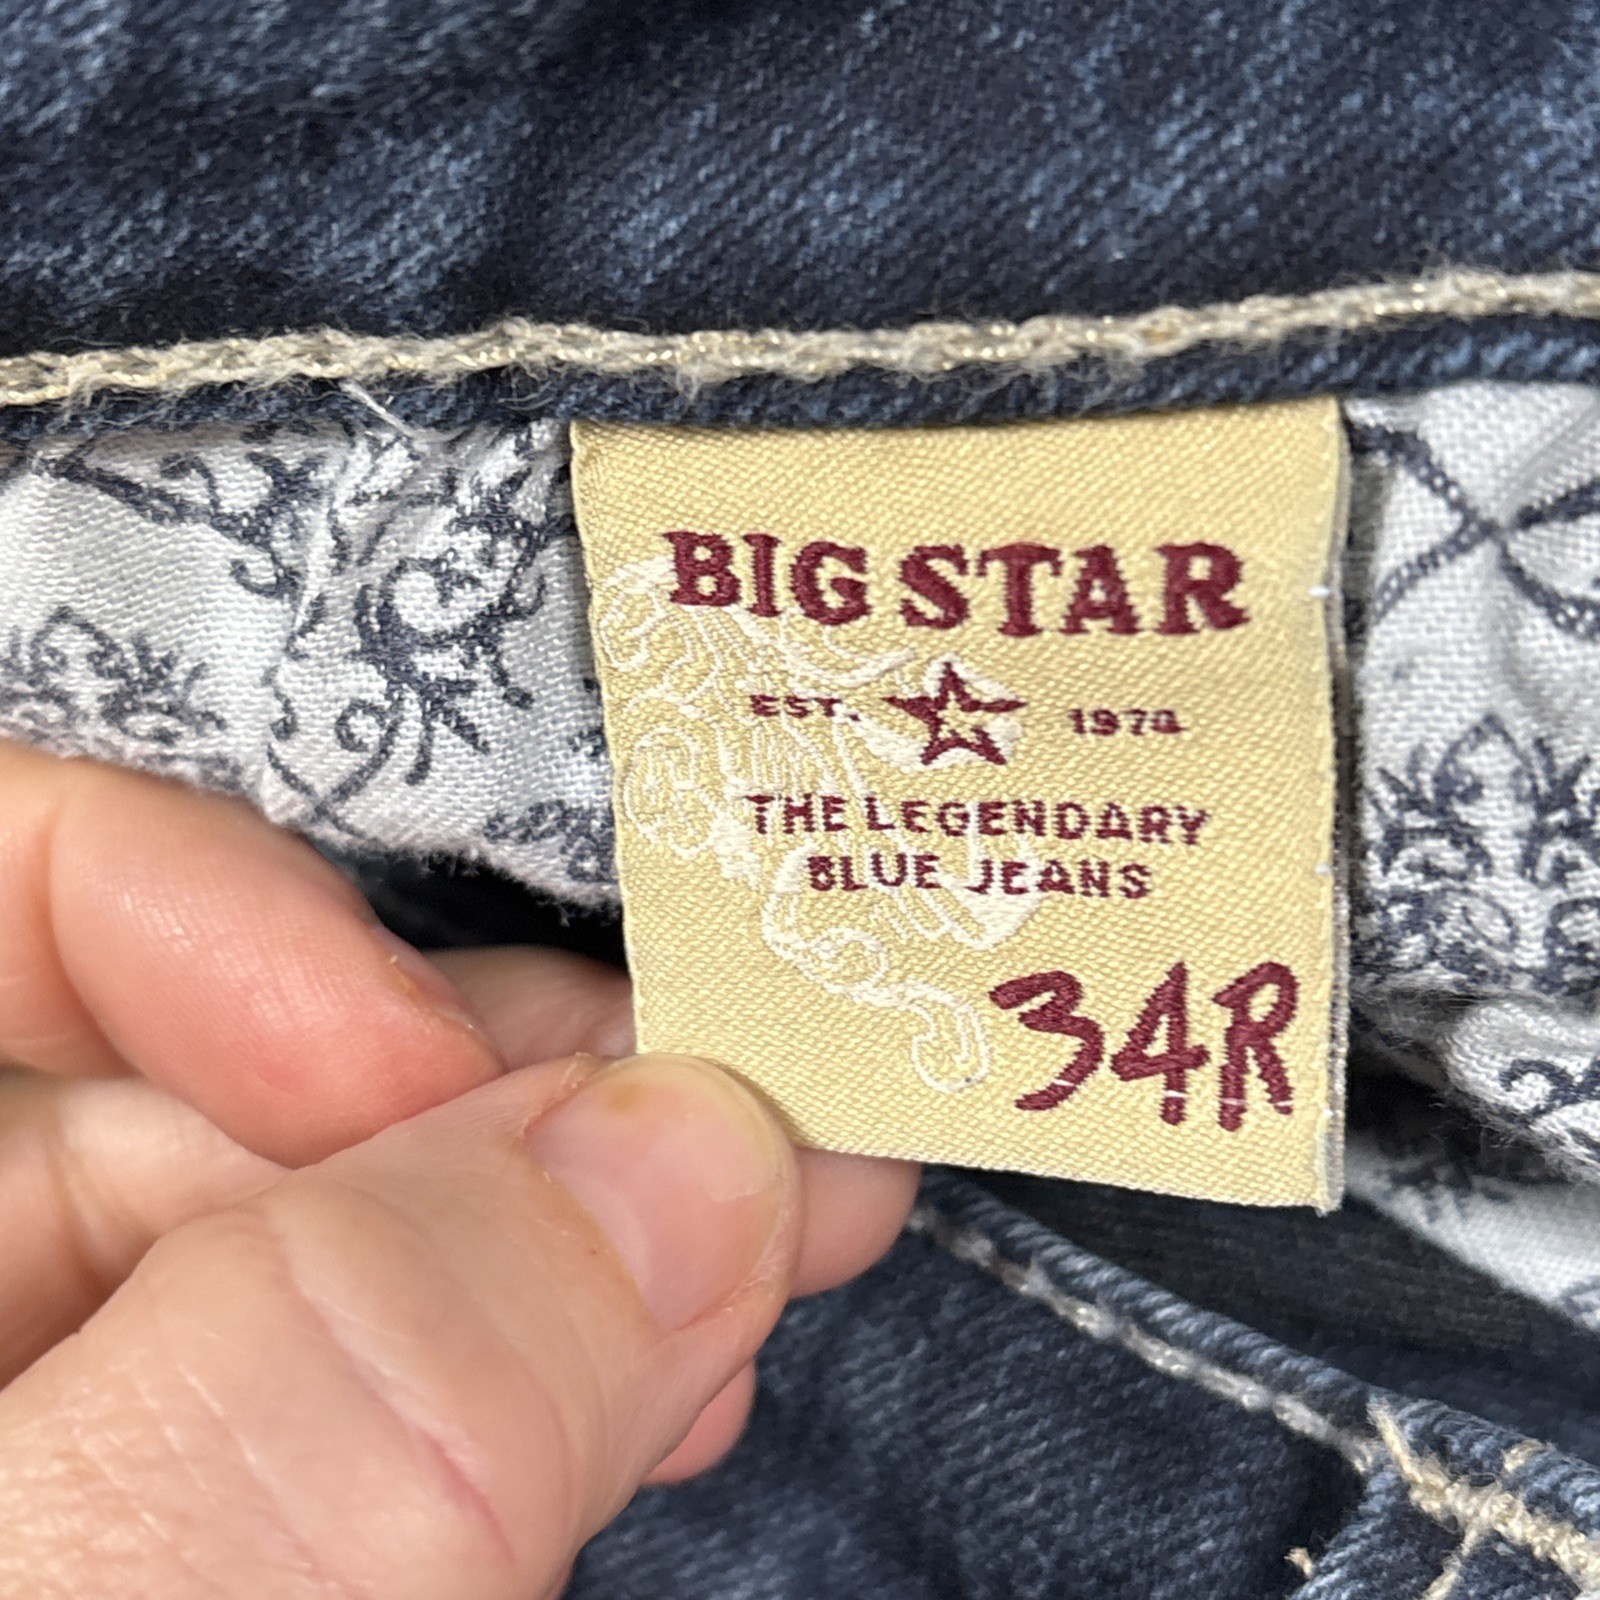 BIG STAR
EST. 1974
THE LEGENDARY
BLUE JEANS
34R